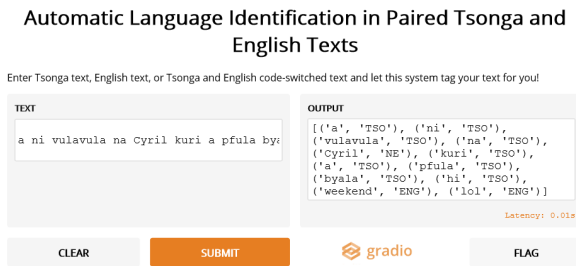 Automatic Language Identification in Paired Tsonga and
English Texts
Enter Tsonga text, English text, or Tsonga and English code-switched text and let this system tag your text for you!
TEXT
a ni vulavula na Cyril kuri a pfula bya
OUTPUT
[('a', 'TSO'), ('ni', 'TSO'),
('vulavula', 'TSO'), ('na', 'TSO'),
('Cyril', 'NE'), ('kuri', 'TSO'),
('a', 'TSO'), ('pfula', 'TSO'),
('byala', 'TSO'), ('hi', 'TSO'),
('weekend', 'ENG'), ('lol', 'ENG')]
Latency: 0.01s
CLEAR
SUBMIT
gradio
FLAG